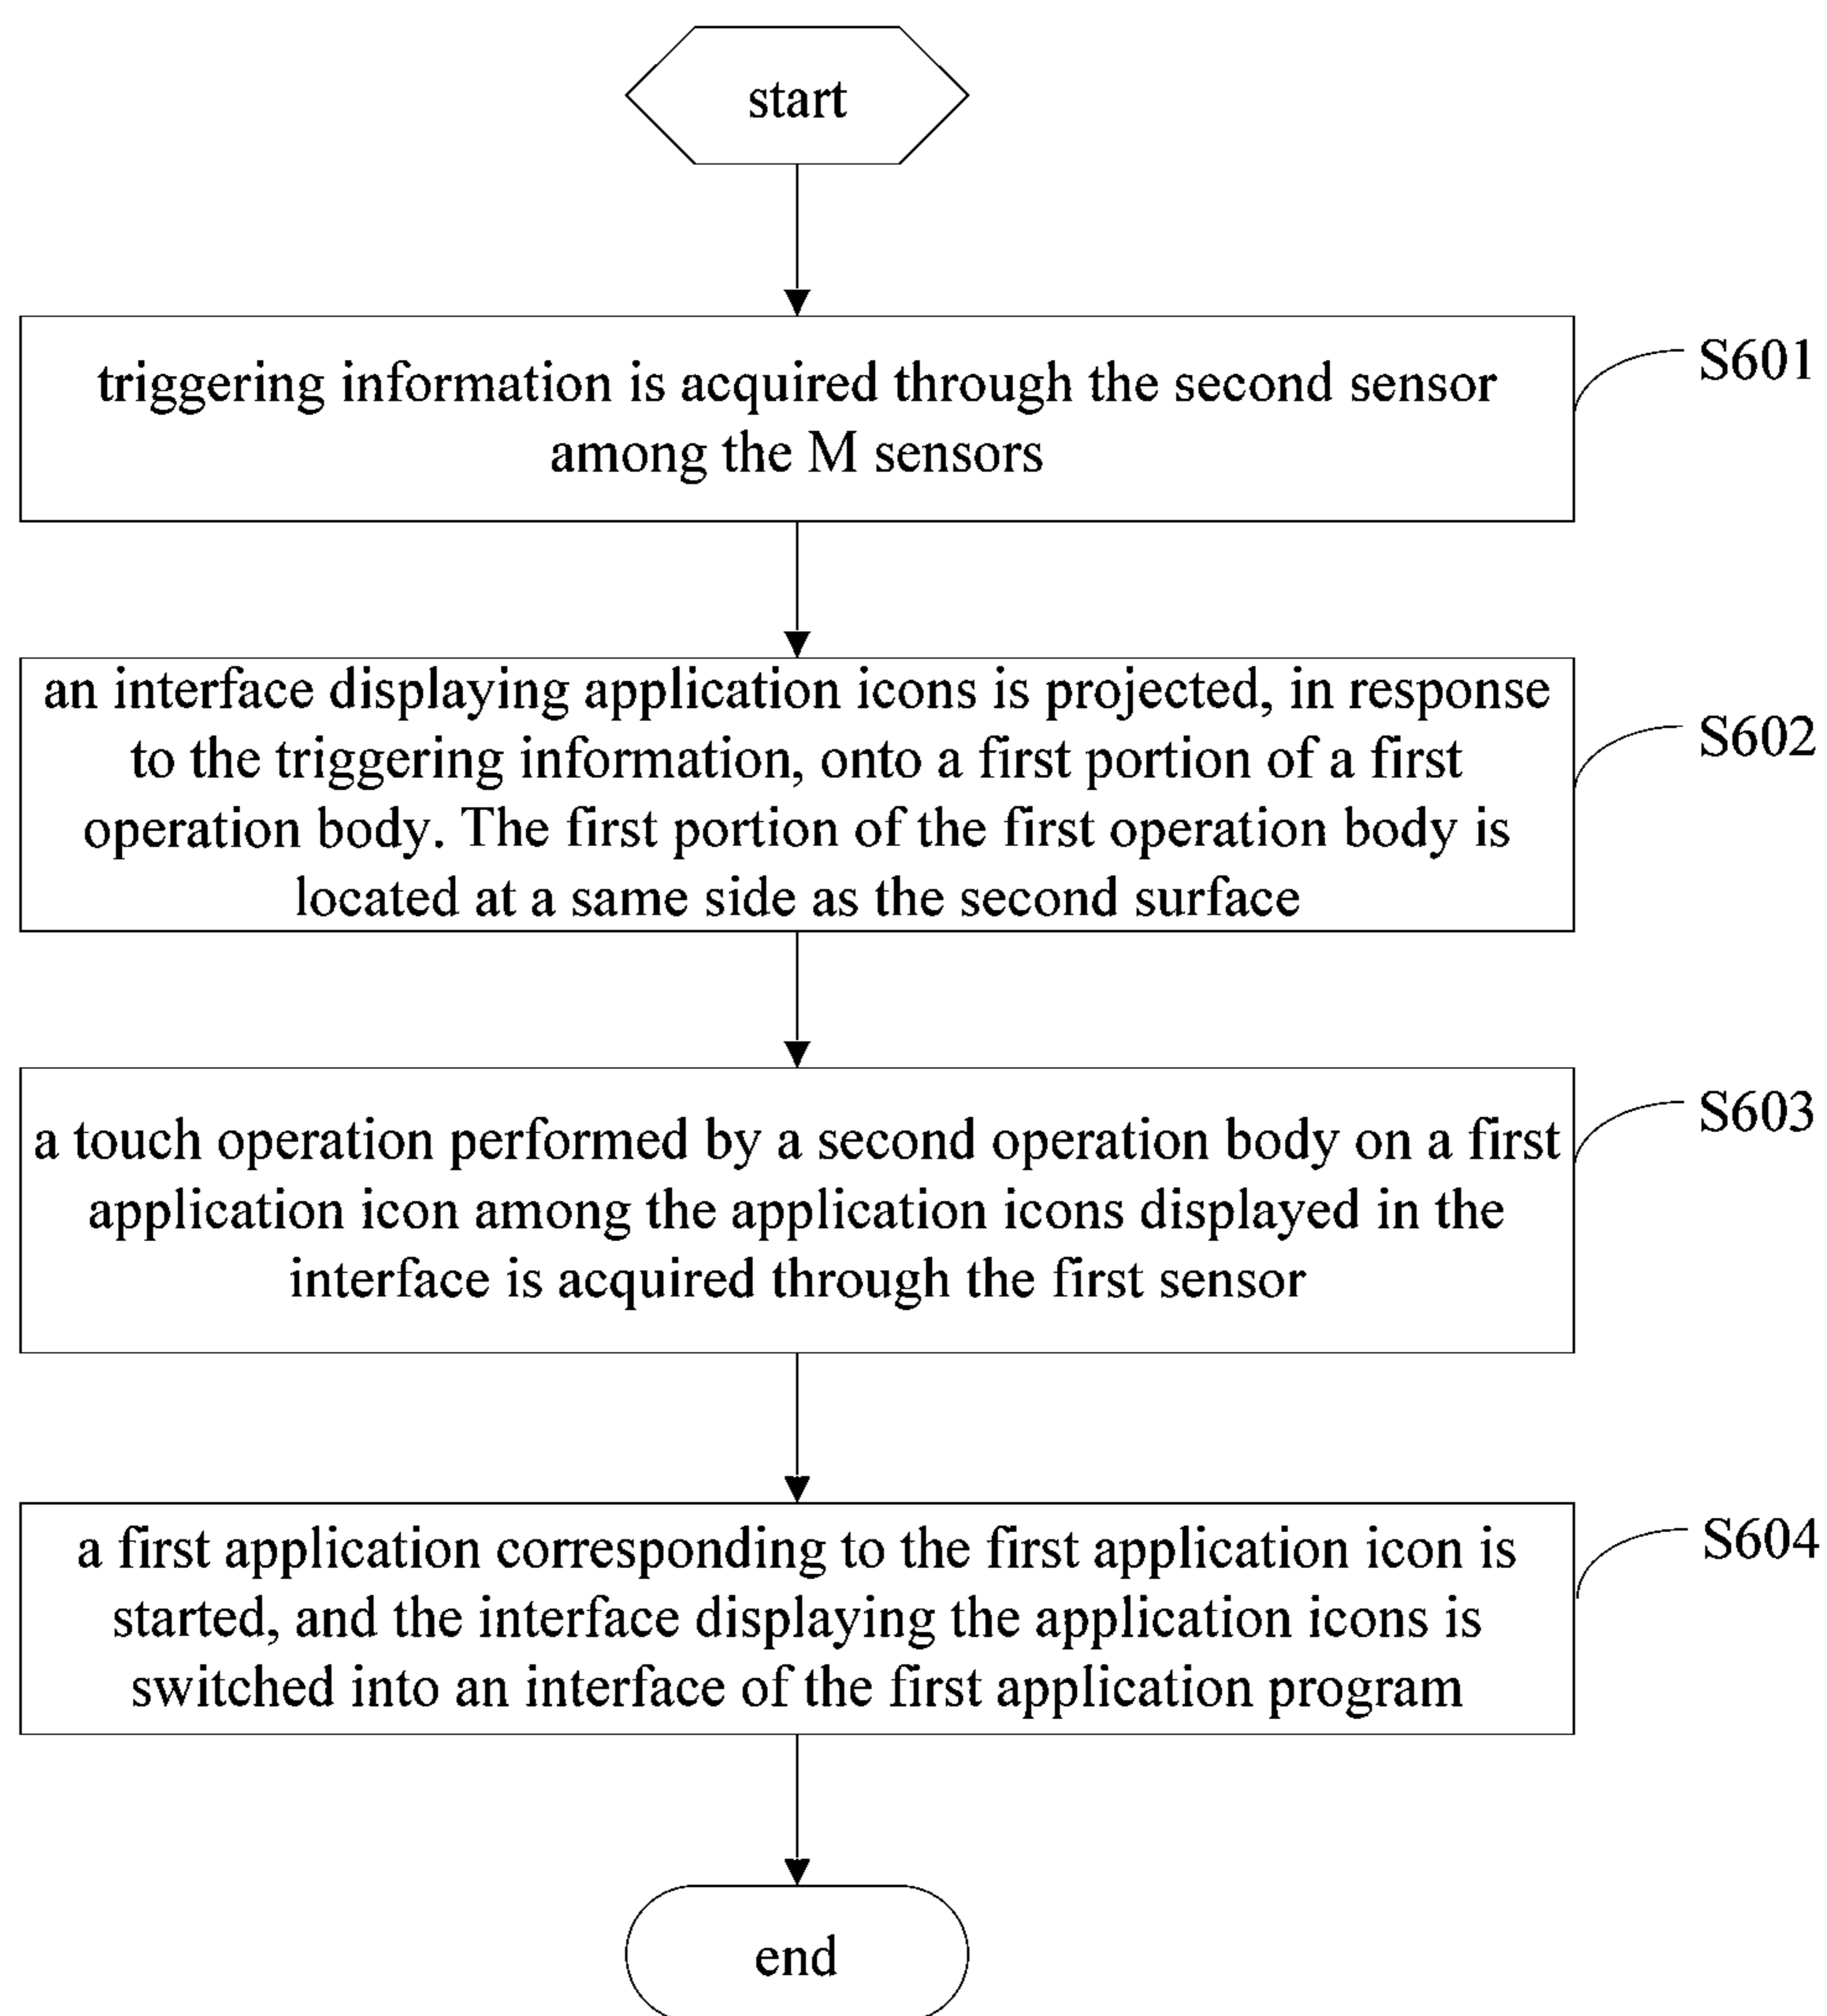 start
triggering information is acquired through the second sensor
among the M sensors
S601
an interface displaying application icons is projected, in response
to the triggering information, onto a first portion of a first
operation body. The first portion of the first operation body is
located at a same side as the second surface
S602
a touch operation performed by a second operation body on a first
application icon among the application icons displayed in the
interface is acquired through the first sensor
S603
a first application corresponding to the first application icon is
started, and the interface displaying the application icons is
switched into an interface of the first application program
S604
end